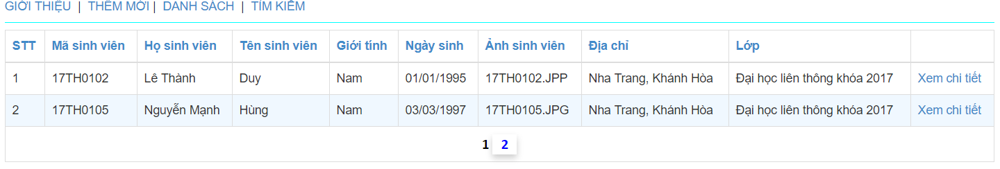 GIỚI THIỆU | THÊM MỚI | DANH SÁCH | TÌM KIẾM
STT Mã sinh viên Họ sinh viên Tên sinh viên Giới tính Ngày sinh Ảnh sinh viên Địa chỉ Lớp
1 17TH0102 Lê Thành Duy Nam 01/01/1995 17TH0102.JPP Nha Trang, Khánh Hòa Đại học liên thông khóa 2017 Xem chi tiết
2 17TH0105 Nguyễn Mạnh Hùng Nam 03/03/1997 17TH0105.JPG Nha Trang, Khánh Hòa Đại học liên thông khóa 2017 Xem chi tiết
1 2